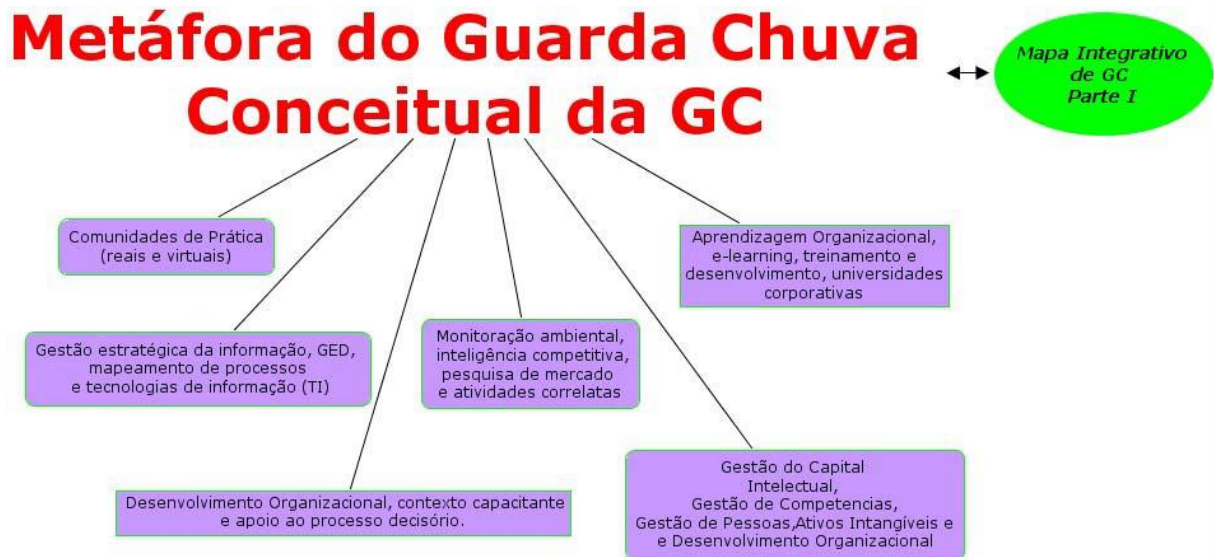 Metáfora do Guarda Chuva
Conceitual da GC
Mapa Integrativo
de GC
Parte I
Comunidades de Prática
(reais e virtuais)
Aprendizagem Organizacional,
e-learning, treinamento e
desenvolvimento, universidades
corporativas
Gestão estratégica da informação, GED,
mapeamento de processos
e tecnologias de informação (TI)
Monitoração ambiental,
inteligência competitiva,
pesquisa de mercado
e atividades correlatas
Desenvolvimento Organizacional, contexto capacitante
e apoio ao processo decisório.
Gestão do Capital
Intelectual,
Gestão de Competencias,
Gestão de Pessoas,Ativos Intangíveis e
e Desenvolvimento Organizacional